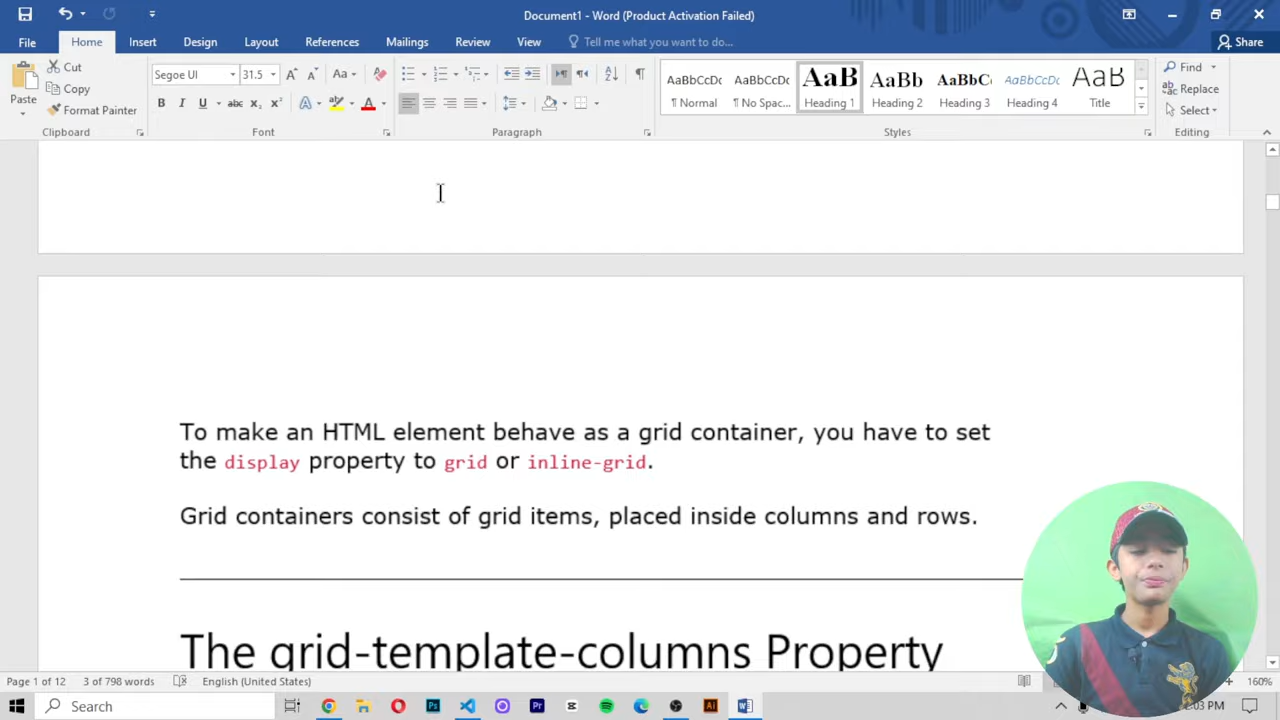 Document1 - Word (Product Activation Failed)
File Home Insert Design Layout References Mailings Review View Tell me what you want to do... Share
Paste
Cut
Copy
Format Painter
Clipboard
Segoe UI 31.5
Font
Paragraph
AaBbCcDc AaBbCcDc AaB AaBb AaBbC AaBbCcDc AaB
¶ Normal ¶ No Spac... Heading 1 Heading 2 Heading 3 Heading 4 Title
Styles
Find
Replace
Select
Editing
To make an HTML element behave as a grid container, you have to set
the display property to grid or inline-grid.
Grid containers consist of grid items, placed inside columns and rows.
The grid-template-columns Property
Page 1 of 12 3 of 798 words English (United States) 160%
Search
:03 PM